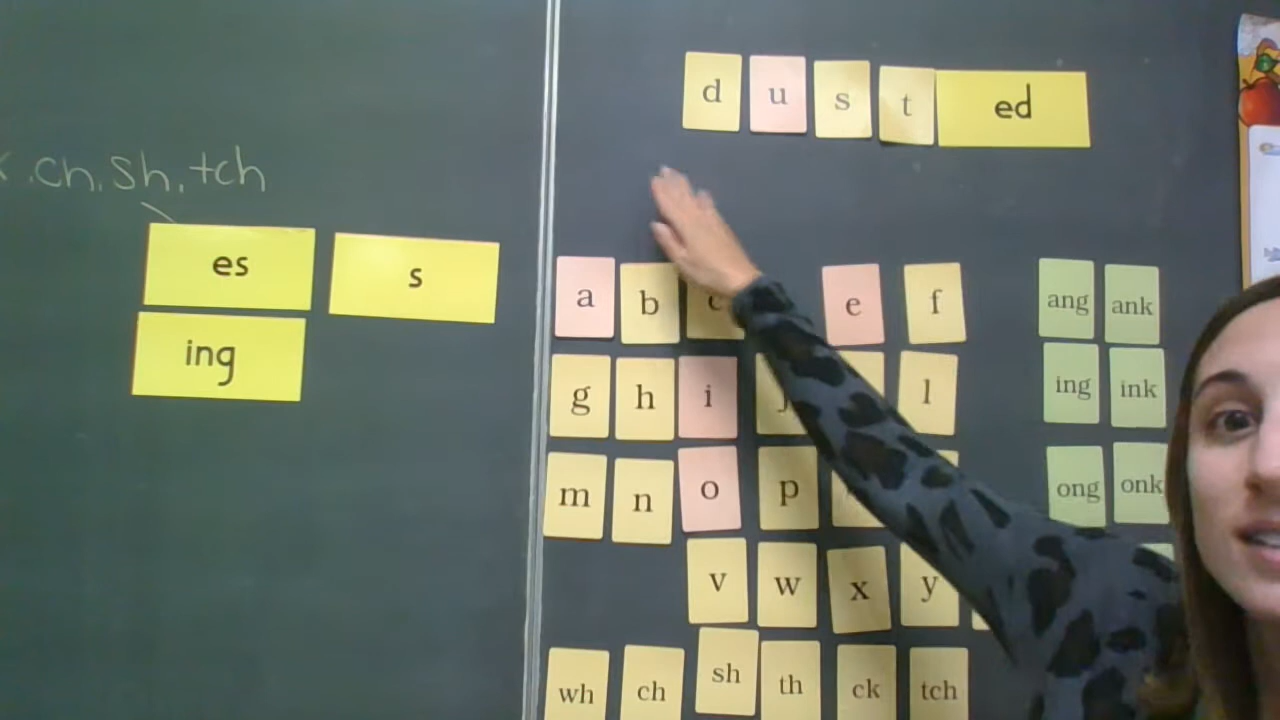 d u s t ed
ch, sh, tch
es s
ing
a b c e f ang ank
g h i j l ing ink
m n o p ong onk
v w x y
wh ch sh th ck tch